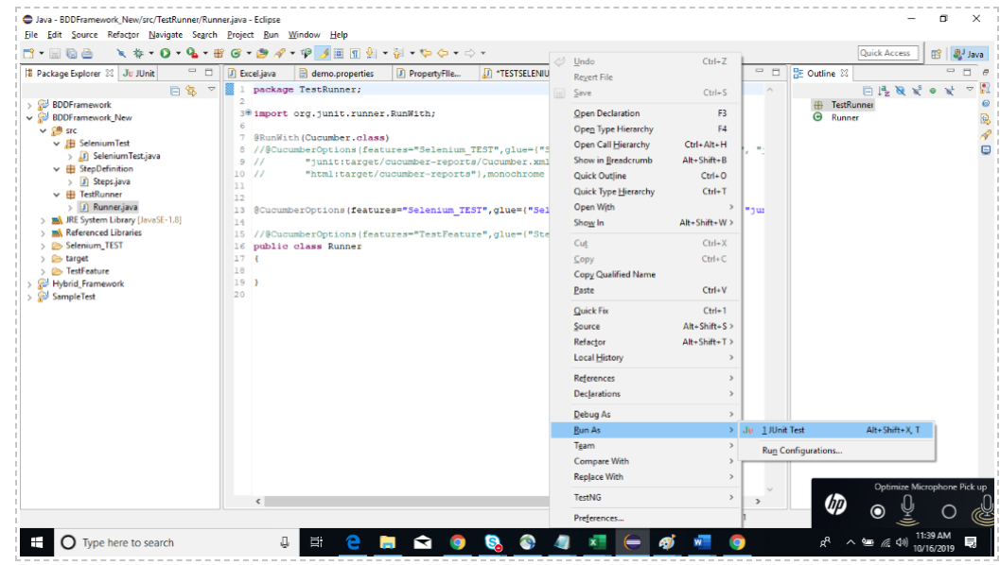 Java - BDDFramework_New/src/TestRunner/Runner.java - Eclipse
File Edit Source Refactor Navigate Search Project Run Window Help
Quick Access Java
Package Explorer Ju JUnit
BDDFramework
BDDFramework_New
src
SeleniumTest
SeleniumTest.java
StepDefinition
Steps.java
TestRunner
Runner.java
JRE System Library [JavaSE-1.8]
Referenced Libraries
Selenium_TEST
target
TestFeature
Hybrid_Framework
SampleTest
Excel.java demo.properties PropertyFile... *TESTSELENIU
1 package TestRunner;
2
3 import org.junit.runner.RunWith;
6
7 @RunWith(Cucumber.class)
8 //@CucumberOptions(features="Selenium_TEST",glue={"S ", "j
9 // "junit:target/cucumber-reports/Cucumber.xml
10 // "html:target/cucumber-reports"},monochrome
11
12
13 @CucumberOptions(features="Selenium_TEST",glue={"Sel "jun
14
15 //@CucumberOptions(features="TestFeature",glue={"Ste
16 public class Runner
17 {
18
19 }
20
Undo Ctrl+Z
Revert File
Save Ctrl+S
Open Declaration F3
Open Type Hierarchy F4
Open Call Hierarchy Ctrl+Alt+H
Show in Breadcrumb Alt+Shift+B
Quick Outline Ctrl+O
Quick Type Hierarchy Ctrl+T
Open With >
Show In Alt+Shift+W >
Cut Ctrl+X
Copy Ctrl+C
Copy Qualified Name
Paste Ctrl+V
Quick Fix Ctrl+1
Source Alt+Shift+S >
Refactor Alt+Shift+T >
Local History >
References >
Declarations >
Debug As >
Run As >
Team >
Compare With >
Replace With >
TestNG >
Preferences...
Ju 1 JUnit Test Alt+Shift+X, T
Run Configurations...
Outline
TestRunner
Runner
Optimize Microphone Pick up
hp
Type here to search
11:39 AM
10/16/2019